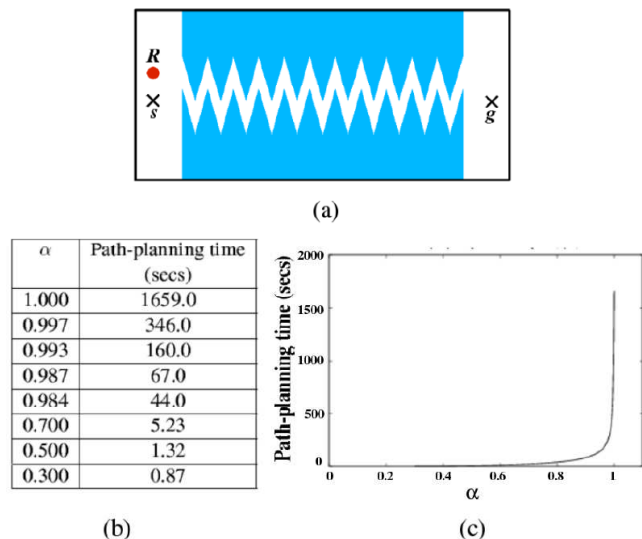 R
s
g
(a)
α Path-planning time
(secs)
1.000 1659.0
0.997 346.0
0.993 160.0
0.987 67.0
0.984 44.0
0.700 5.23
0.500 1.32
0.300 0.87
(b)
Path-planning time (secs)
2000
1500
1000
500
0
0 0.2 0.4 0.6 0.8 1
α
(c)